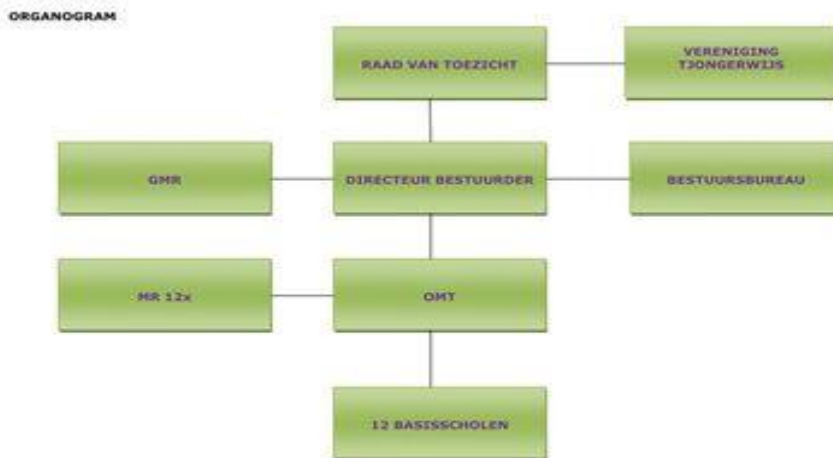 ORGANOGRAM
RAAD VAN TOEZICHT
VERENIGING
TJONGERWIJS
GMR
DIRECTEUR BESTUURDER
BESTUURSBUREAU
MR 12x
OMT
12 BASISSCHOLEN